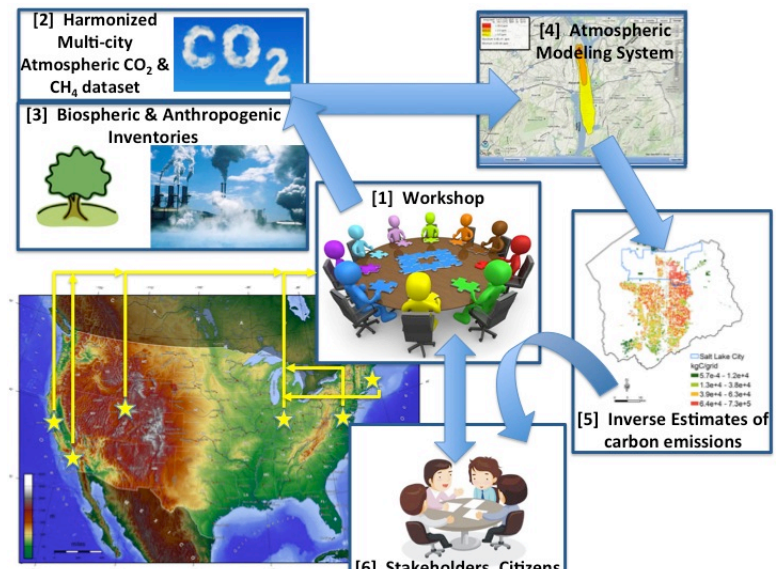 [2] Harmonized
Multi-city
Atmospheric CO₂ &
CH₄ dataset
CO₂
[3] Biospheric & Anthropogenic
Inventories
[4] Atmospheric
Modeling System
[1] Workshop
Salt Lake City
kgC/grid
5.7e-4 - 1.2e+4
1.3e+4 - 3.8e+4
3.9e+4 - 6.3e+4
6.4e+4 - 7.3e+5
[5] Inverse Estimates of
carbon emissions
[6] Stakeholders, Citizens